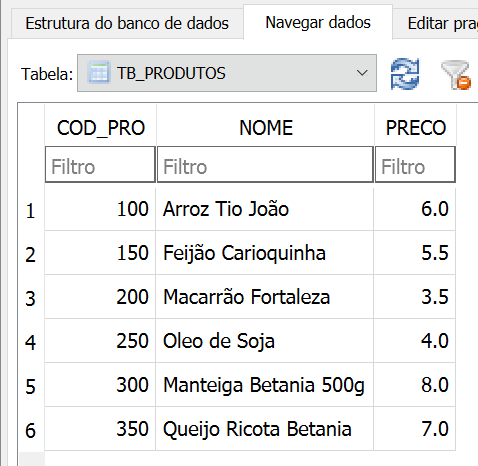 Estrutura do banco de dados Navegar dados Editar prag
Tabela: TB_PRODUTOS
COD_PRO NOME PRECO
Filtro Filtro Filtro
1 100 Arroz Tio João 6.0
2 150 Feijão Carioquinha 5.5
3 200 Macarrão Fortaleza 3.5
4 250 Oleo de Soja 4.0
5 300 Manteiga Betania 500g 8.0
6 350 Queijo Ricota Betania 7.0